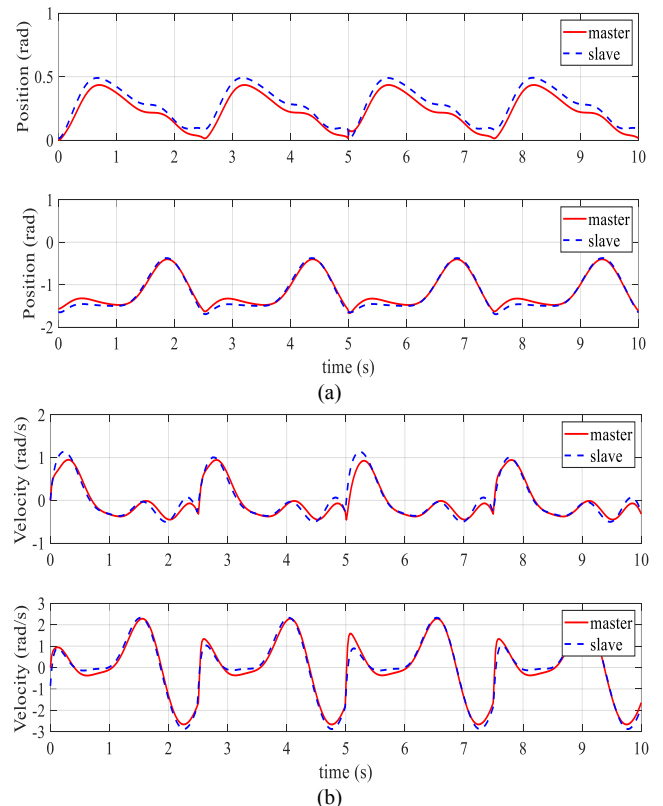 1
0.5
0
Position (rad)
master
slave
0 1 2 3 4 5 6 7 8 9 10
1
0
-1
-2
Position (rad)
master
slave
0 1 2 3 4 5 6 7 8 9 10
time (s)
(a)
2
1
0
-1
Velocity (rad/s)
master
slave
0 1 2 3 4 5 6 7 8 9 10
3
2
1
0
-1
-2
-3
Velocity (rad/s)
master
slave
0 1 2 3 4 5 6 7 8 9 10
time (s)
(b)